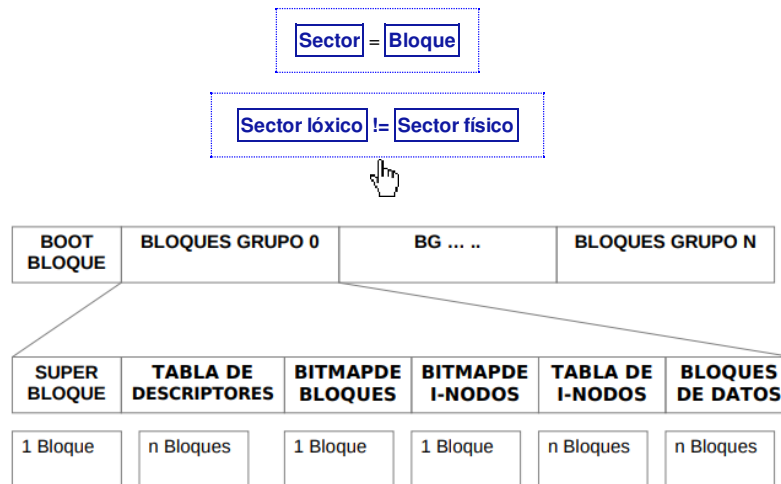 Sector = Bloque
Sector lóxico != Sector físico
BOOT BLOQUE
BLOQUES GRUPO 0
BG ... ..
BLOQUES GRUPO N
SUPER BLOQUE
TABLA DE DESCRIPTORES
BITMAPDE BLOQUES
BITMAPDE I-NODOS
TABLA DE I-NODOS
BLOQUES DE DATOS
1 Bloque
n Bloques
1 Bloque
1 Bloque
n Bloques
n Bloques